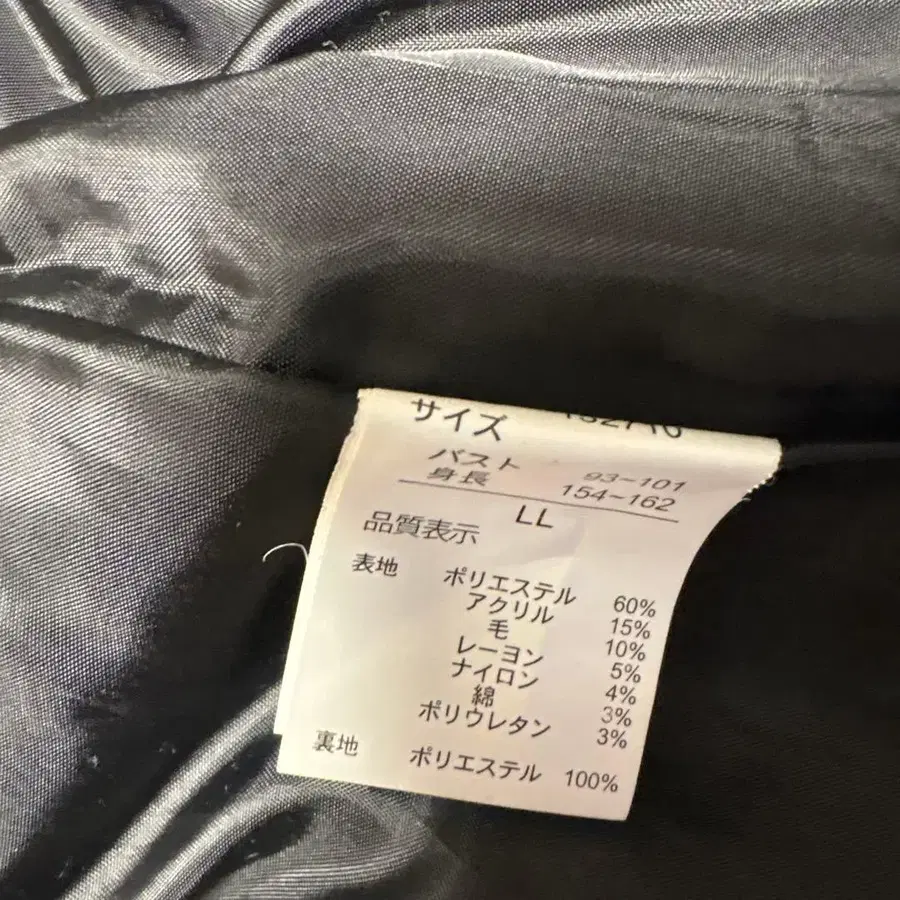 サイズ
バスト 93~101
身長 154~162
LL
品質表示
表地 ポリエステル 60%
アクリル 15%
毛 10%
レーヨン 5%
ナイロン 4%
綿 3%
ポリウレタン 3%
裏地 ポリエステル 100%